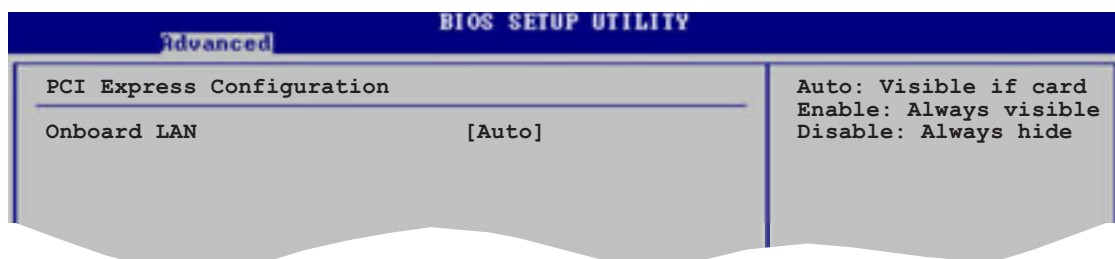 BIOS SETUP UTILITY
Advanced
PCI Express Configuration
Onboard LAN [Auto]
Auto: Visible if card
Enable: Always visible
Disable: Always hide